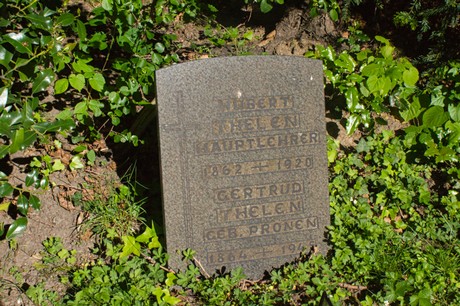 HUBERT
THELEN
HAUPTLEHRER
1862 + 1920
GERTRUD
THELEN
GEB. PRONEN